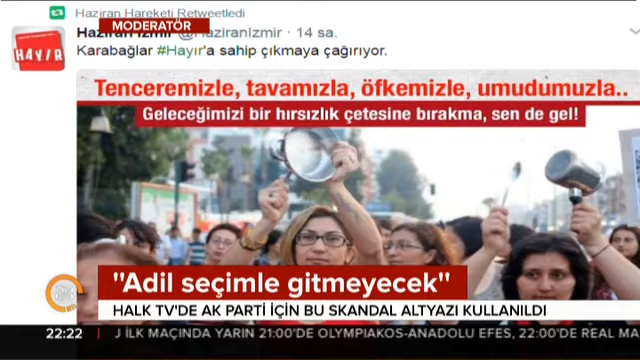 Haziran Hareketi Retweetledi
MODERATÖR
Haziran İzmir @HaziranIzmir · 14 sa.
Karabağlar #Hayır'a sahip çıkmaya çağırıyor.
HAYIR
Tenceremizle, tavamızla, öfkemizle, umudumuzla..
Geleceğimizi bir hırsızlık çetesine bırakma, sen de gel!
"Adil seçimle gitmeyecek"
HALK TV'DE AK PARTİ İÇİN BU SKANDAL ALTYAZI KULLANILDI
22:22 J İLK MAÇINDA YARIN 21:00'DE OLYMPIAKOS-ANADOLU EFES, 22:00'DE REAL MA